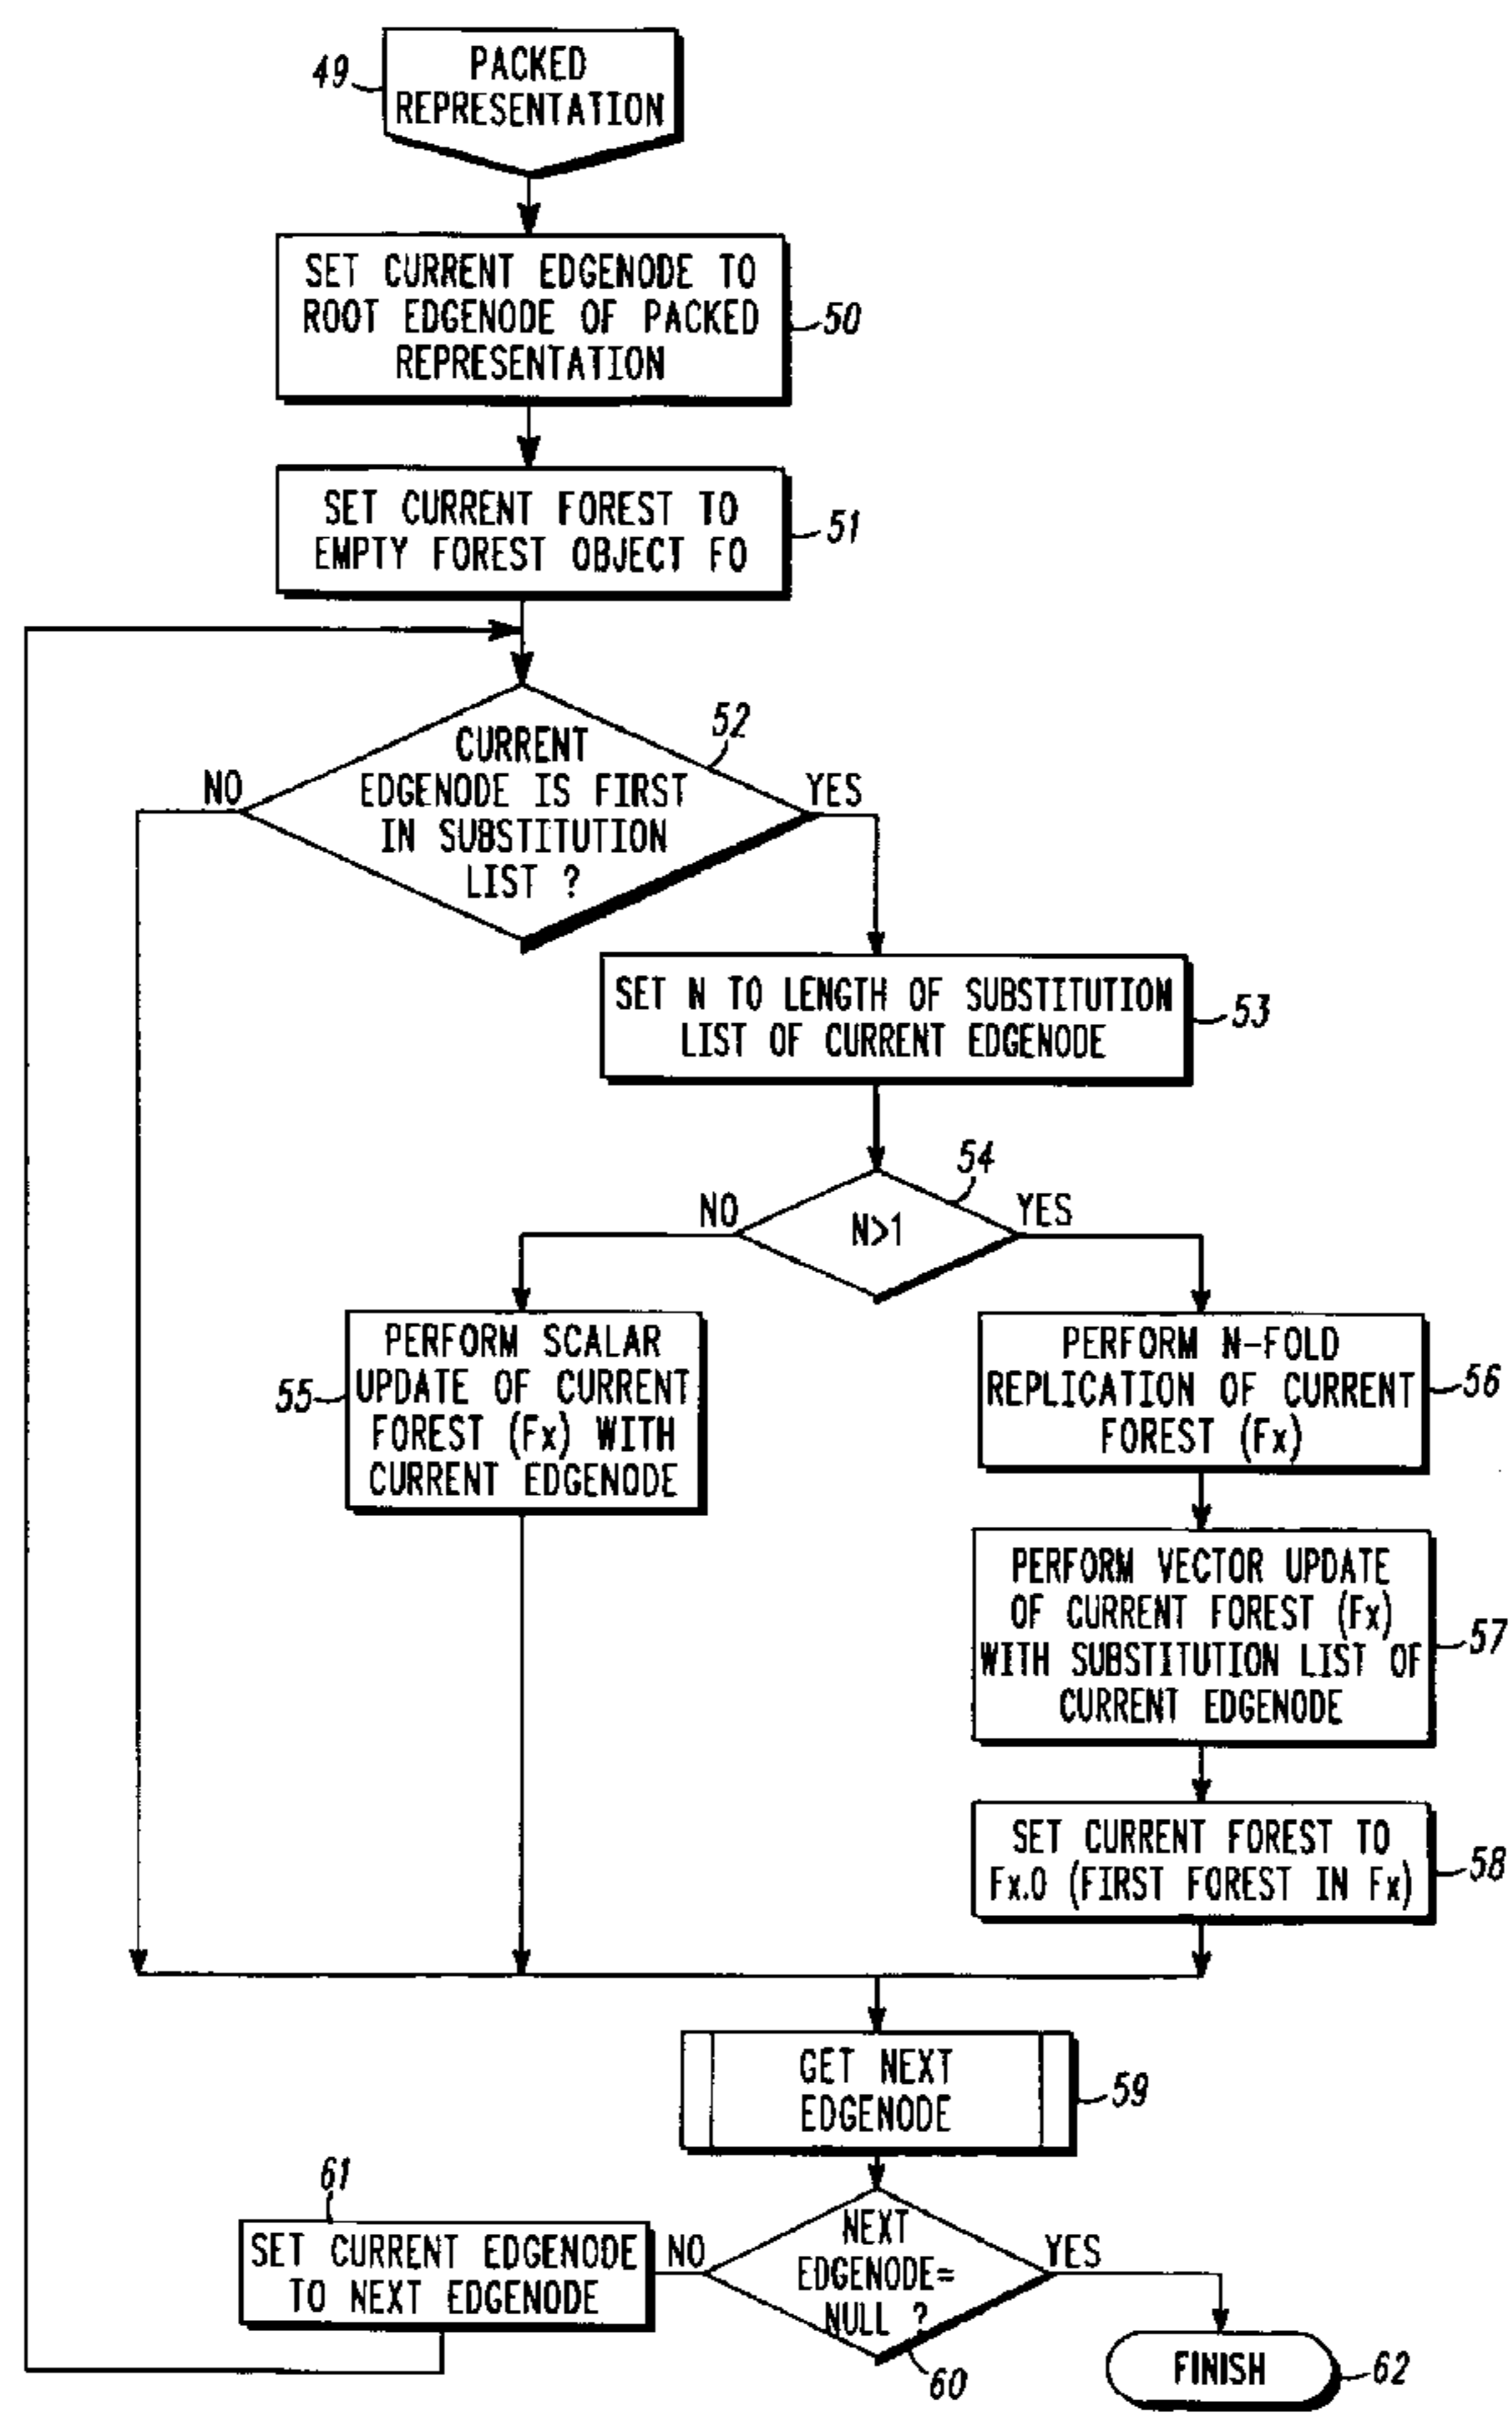 PACKED
REPRESENTATION
49
SET CURRENT EDGENODE TO
ROOT EDGENODE OF PACKED
REPRESENTATION
50
SET CURRENT FOREST TO
EMPTY FOREST OBJECT FO
51
CURRENT
EDGENODE IS FIRST
IN SUBSTITUTION
LIST ?
52
NO
YES
SET N TO LENGTH OF SUBSTITUTION
LIST OF CURRENT EDGENODE
53
N>1
54
NO
YES
PERFORM SCALAR
UPDATE OF CURRENT
FOREST (Fx) WITH
CURRENT EDGENODE
55
PERFORM N-FOLD
REPLICATION OF CURRENT
FOREST (Fx)
56
PERFORM VECTOR UPDATE
OF CURRENT FOREST (Fx)
WITH SUBSTITUTION LIST OF
CURRENT EDGENODE
57
SET CURRENT FOREST TO
Fx.0 (FIRST FOREST IN Fx)
58
GET NEXT
EDGENODE
59
61
SET CURRENT EDGENODE
TO NEXT EDGENODE
NO
NEXT
EDGENODE=
NULL ?
YES
60
FINISH
62